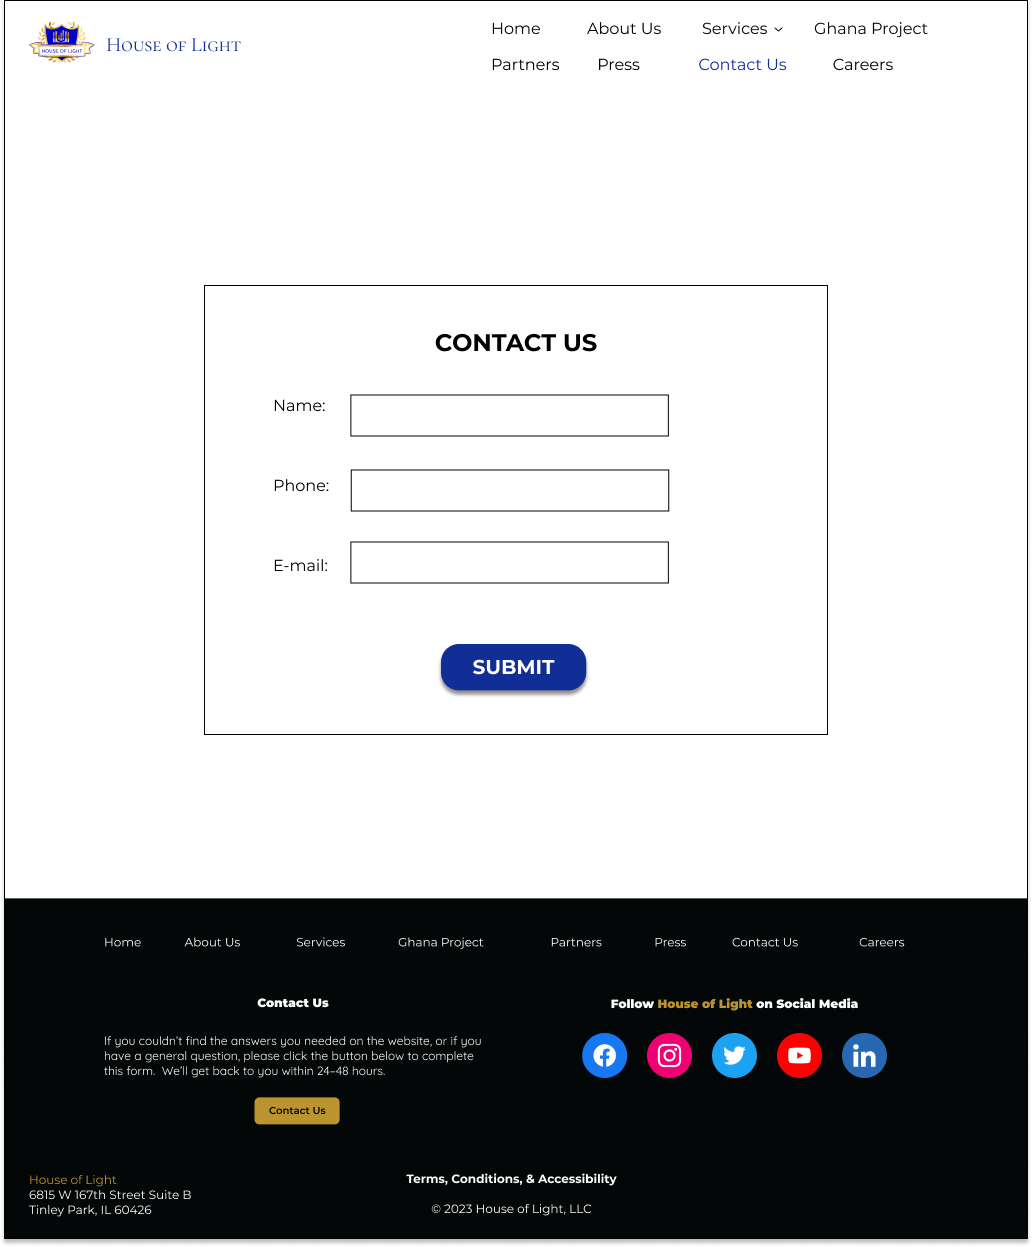 HOUSE OF LIGHT
House of Light
Home About Us Services Ghana Project
Partners Press Contact Us Careers
CONTACT US
Name:
Phone:
E-mail:
SUBMIT
Home About Us Services Ghana Project Partners Press Contact Us Careers
Contact Us
If you couldn't find the answers you needed on the website, or if you
have a general question, please click the button below to complete
this form. We'll get back to you within 24–48 hours.
Contact Us
Follow House of Light on Social Media
in
House of Light
6815 W 167th Street Suite B
Tinley Park, IL 60426
Terms, Conditions, & Accessibility
© 2023 House of Light, LLC